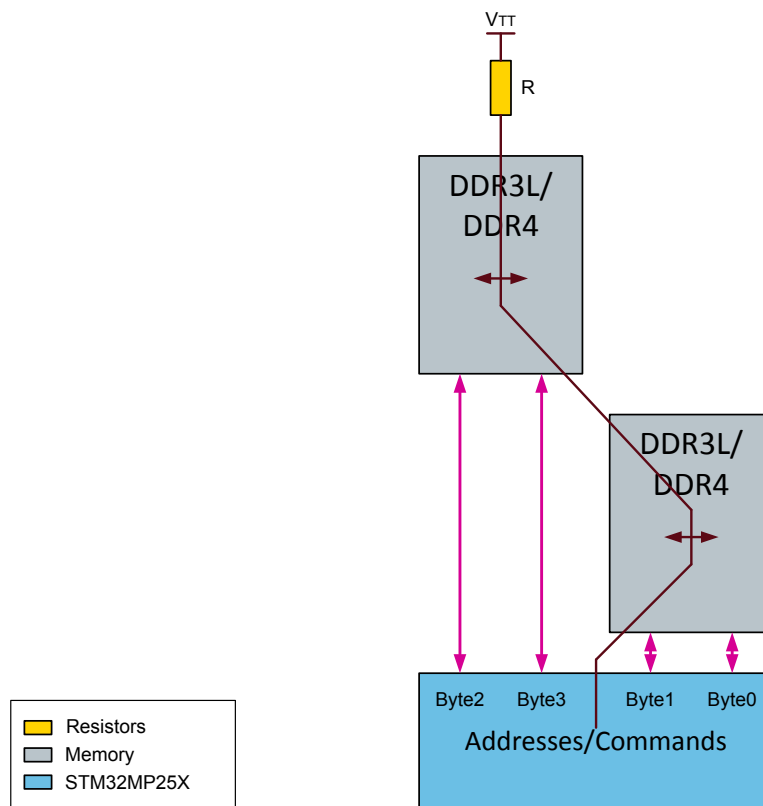 VTT
R
DDR3L/
DDR4
DDR3L/
DDR4
Byte2 Byte3 Byte1 Byte0
Addresses/Commands
Resistors
Memory
STM32MP25X